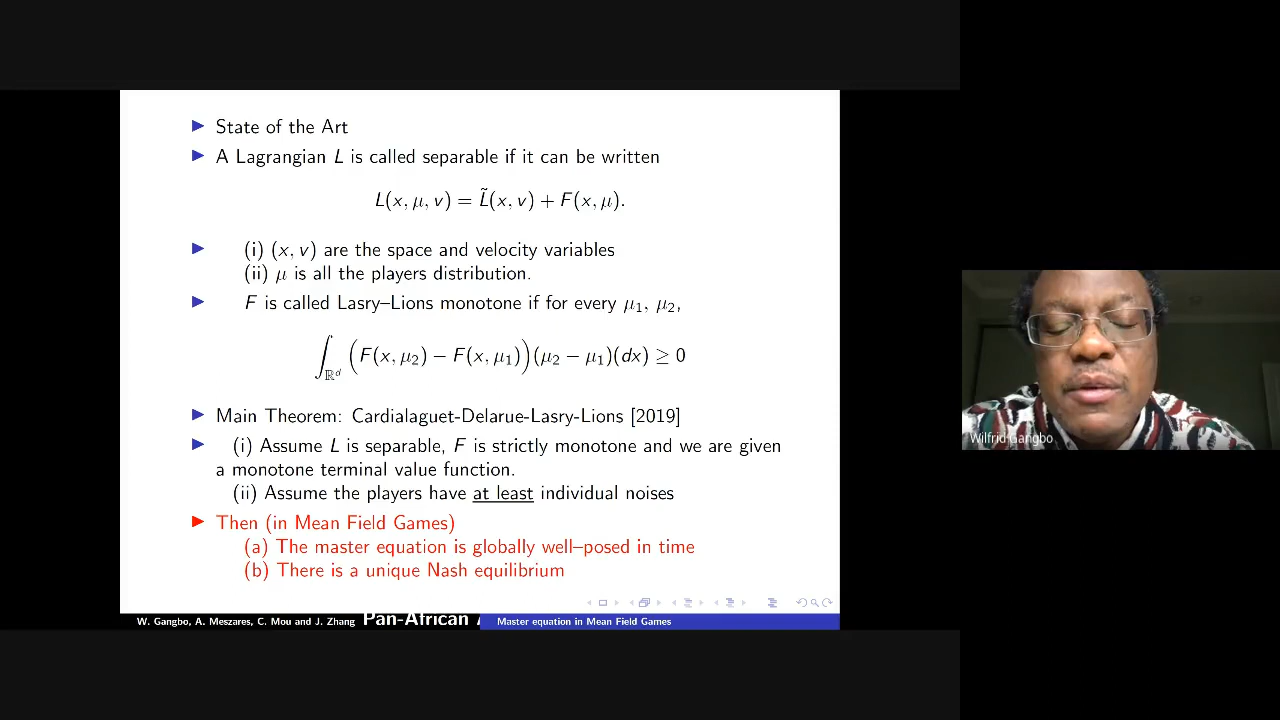 State of the Art
A Lagrangian L is called separable if it can be written
L(x, μ, v) = L̃(x, v) + F(x, μ).
(i) (x, v) are the space and velocity variables
(ii) μ is all the players distribution.
F is called Lasry–Lions monotone if for every μ₁, μ₂,
∫_{ℝ^d} (F(x, μ₂) − F(x, μ₁))(μ₂ − μ₁)(dx) ≥ 0
Main Theorem: Cardialaguet-Delarue-Lasry-Lions [2019]
(i) Assume L is separable, F is strictly monotone and we are given
a monotone terminal value function.
(ii) Assume the players have at least individual noises
Then (in Mean Field Games)
(a) The master equation is globally well–posed in time
(b) There is a unique Nash equilibrium
W. Gangbo, A. Meszares, C. Mou and J. Zhang Pan-African Master equation in Mean Field Games
Wilfrid Gangbo